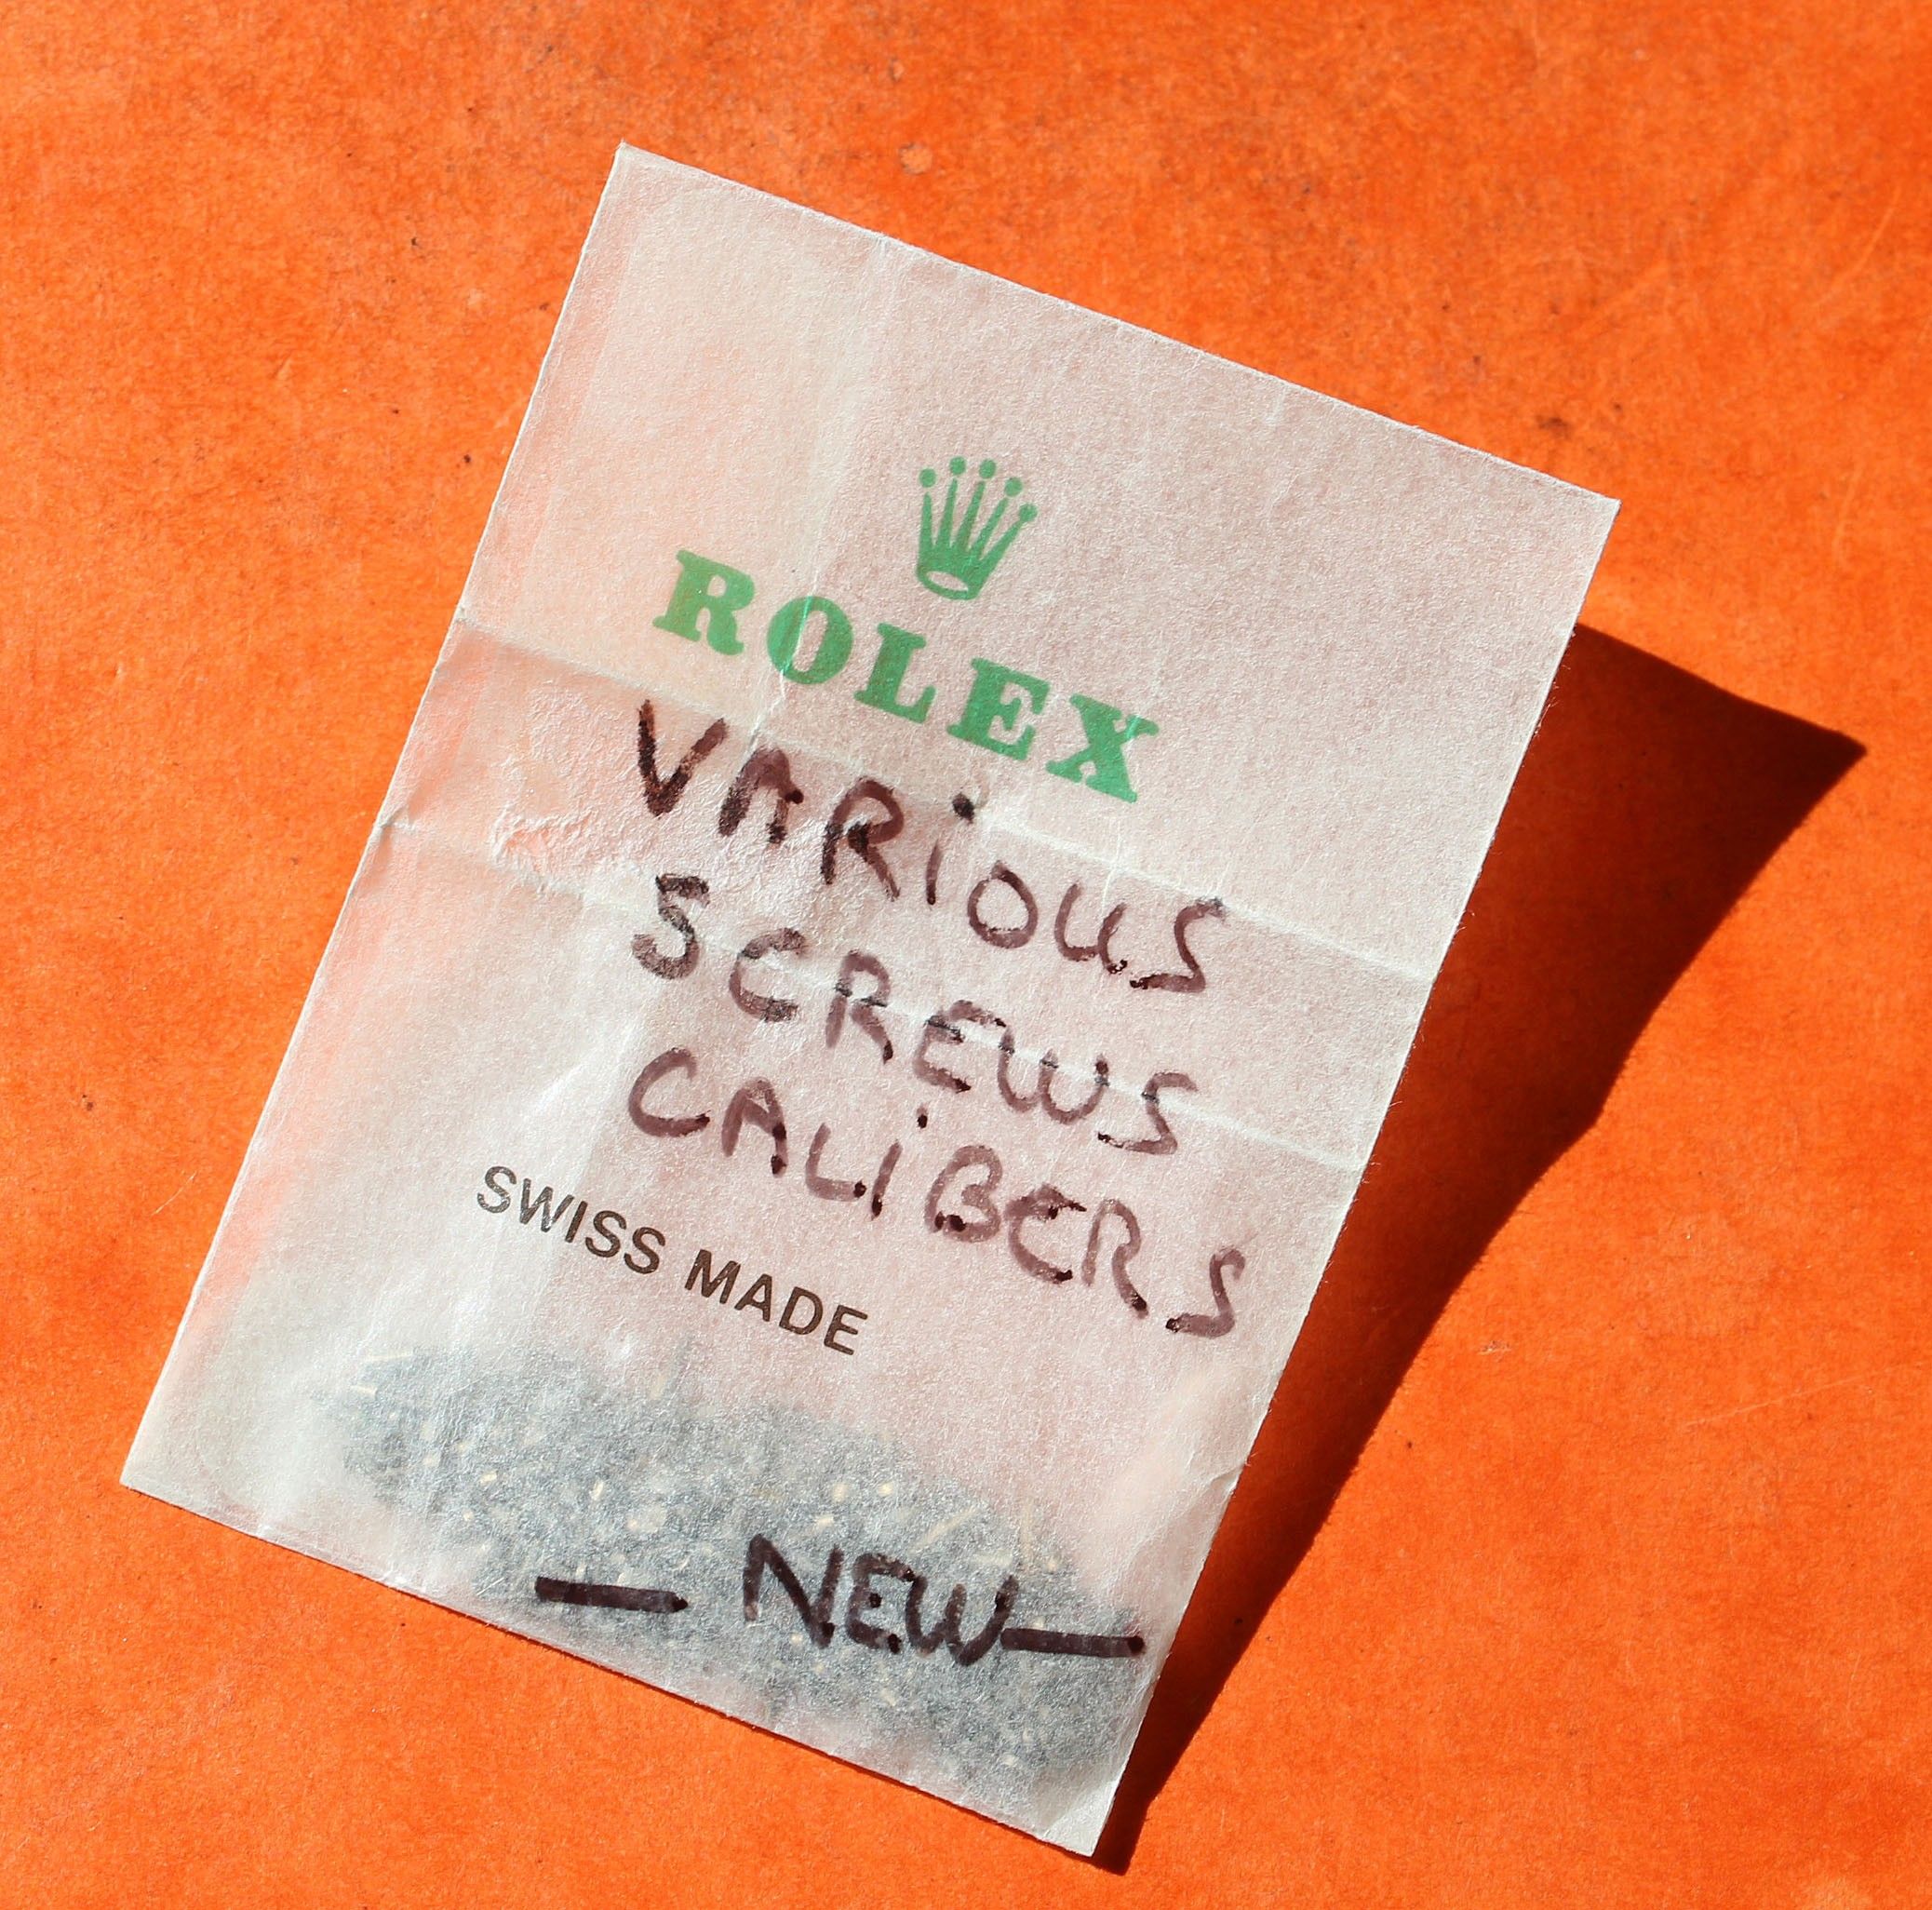 ROLEX
VARiOUS
SCREWS
CALiBERS
SWISS MADE
— NEW —